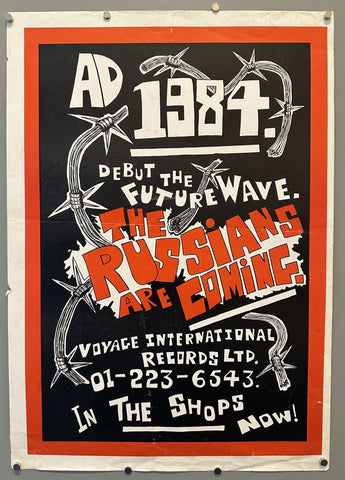 AD
1984.
DEBUT THE
FUTURE WAVE.
THE
RUSSiANS
ARE COMiNG.
VOYAGE INTERNATIONAL
RECORDS LTD.
01-223-6543.
IN THE SHOPS
NOW!